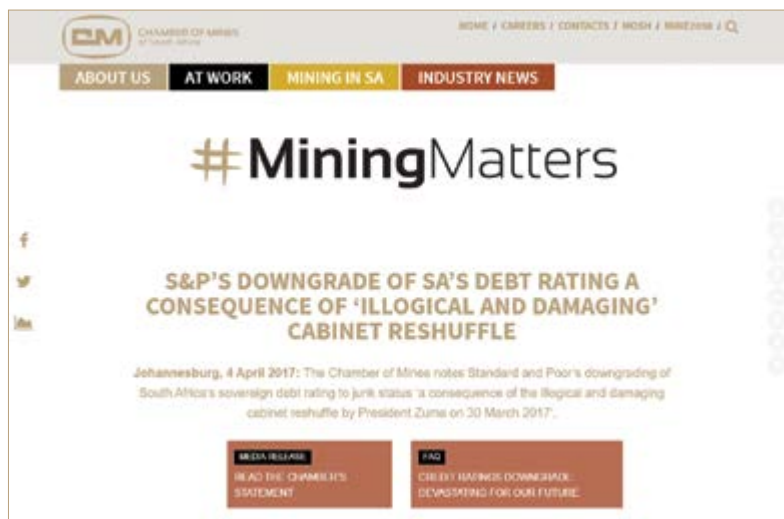 CM CHAMBER OF MINES
HOME / CAREERS / CONTACTS / MOSH /
ABOUT US AT WORK MINING IN SA INDUSTRY NEWS
#MiningMatters
S&P'S DOWNGRADE OF SA'S DEBT RATING A
CONSEQUENCE OF 'ILLOGICAL AND DAMAGING'
CABINET RESHUFFLE
Johannesburg, 4 April 2017: The Chamber of Mines notes Standard and Poor's downgrading of
South Africa's sovereign debt rating to junk status 'a consequence of the illogical and damaging
cabinet reshuffle by President Zuma on 30 March 2017'.
MEDIA RELEASE
READ THE CHAMBER'S
STATEMENT
FAQ
CREDIT RATINGS DOWNGRADE:
DEVASTATING FOR OUR FUTURE